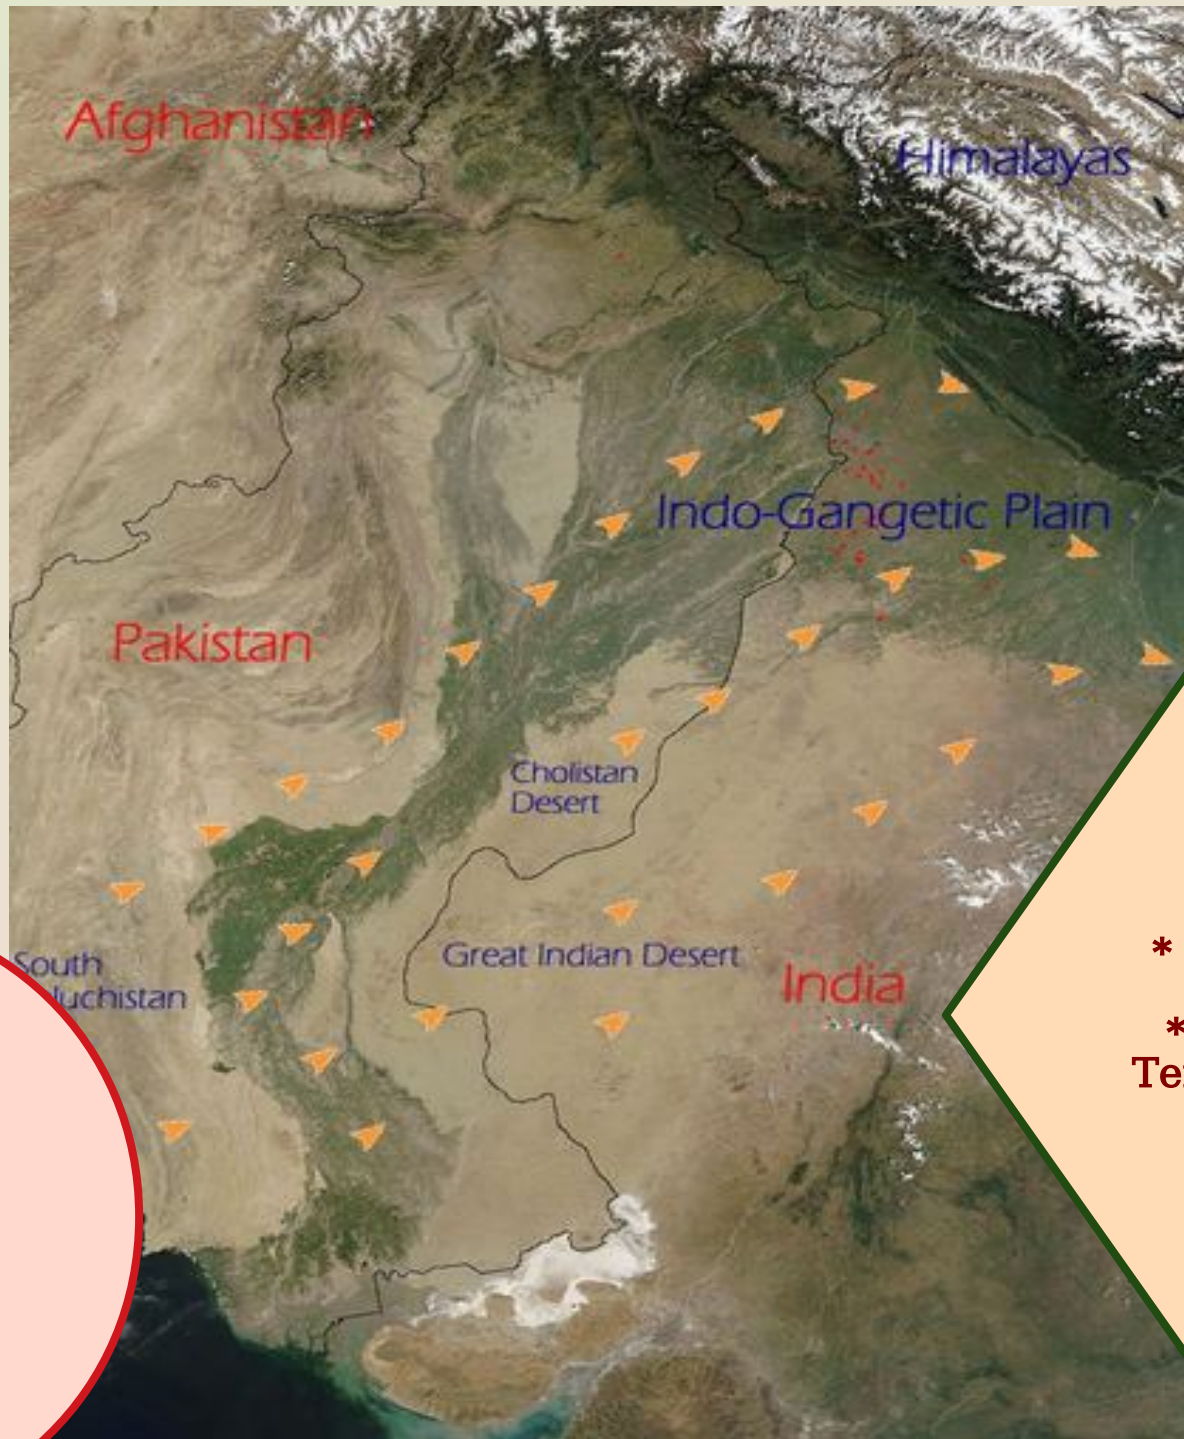 Afghanistan
Himalayas
Indo-Gangetic Plain
Pakistan
Cholistan
Desert
Great Indian Desert
South
India
*
*